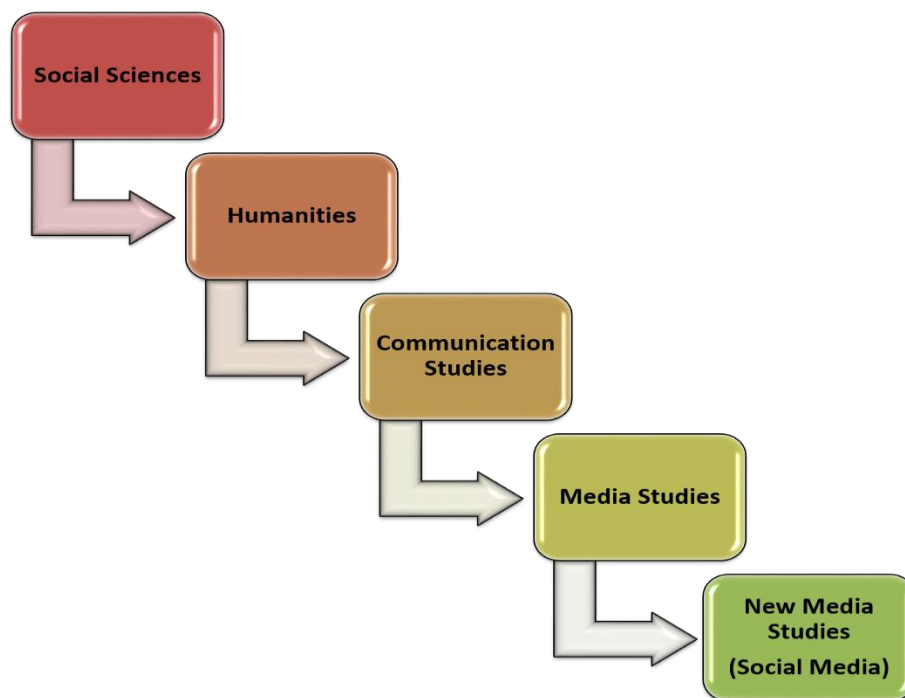 Social Sciences
Humanities
Communication
Studies
Media Studies
New Media
Studies
(Social Media)